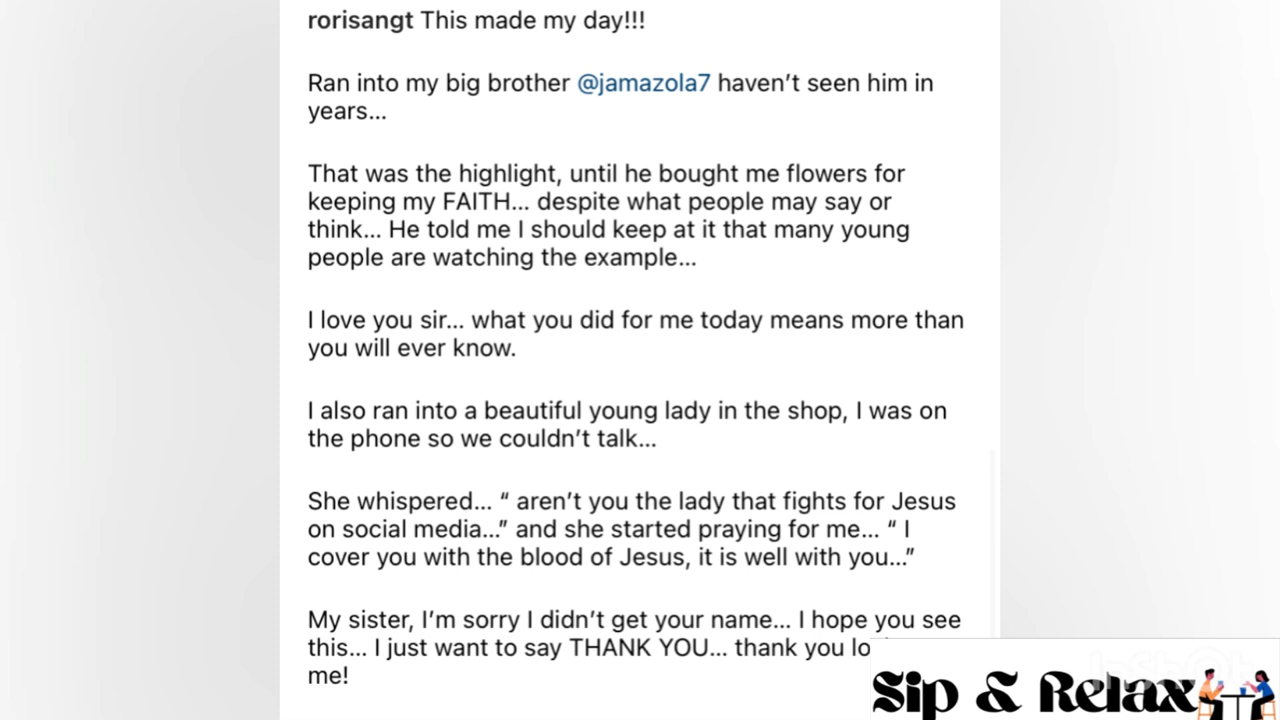 rorisangt This made my day!!!
Ran into my big brother @jamazola7 haven’t seen him in
years...
That was the highlight, until he bought me flowers for
keeping my FAITH... despite what people may say or
think... He told me I should keep at it that many young
people are watching the example...
I love you sir... what you did for me today means more than
you will ever know.
I also ran into a beautiful young lady in the shop, I was on
the phone so we couldn’t talk...
She whispered... “ aren’t you the lady that fights for Jesus
on social media...” and she started praying for me... “ I
cover you with the blood of Jesus, it is well with you...”
My sister, I’m sorry I didn’t get your name... I hope you see
this... I just want to say THANK YOU... thank you
me!
Sip & Relax